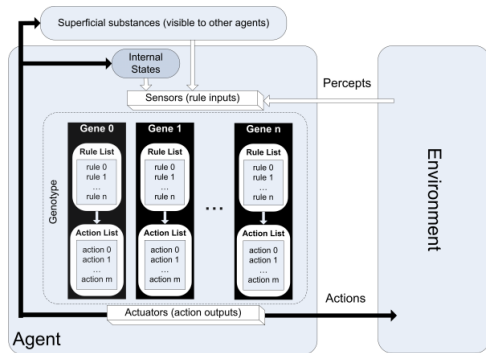 Superficial substances (visible to other agents)
Internal
States
Percepts
Sensors (rule inputs)
Genotype
Gene 0
Rule List
rule 0
rule 1
...
rule n
Action List
action 0
action 1
...
action m
Gene 1
Rule List
rule 0
rule 1
...
rule n
Action List
action 0
action 1
...
action m
...
Gene n
Rule List
rule 0
rule 1
...
rule n
Action List
action 0
action 1
...
action m
Environment
Actions
Actuators (action outputs)
Agent